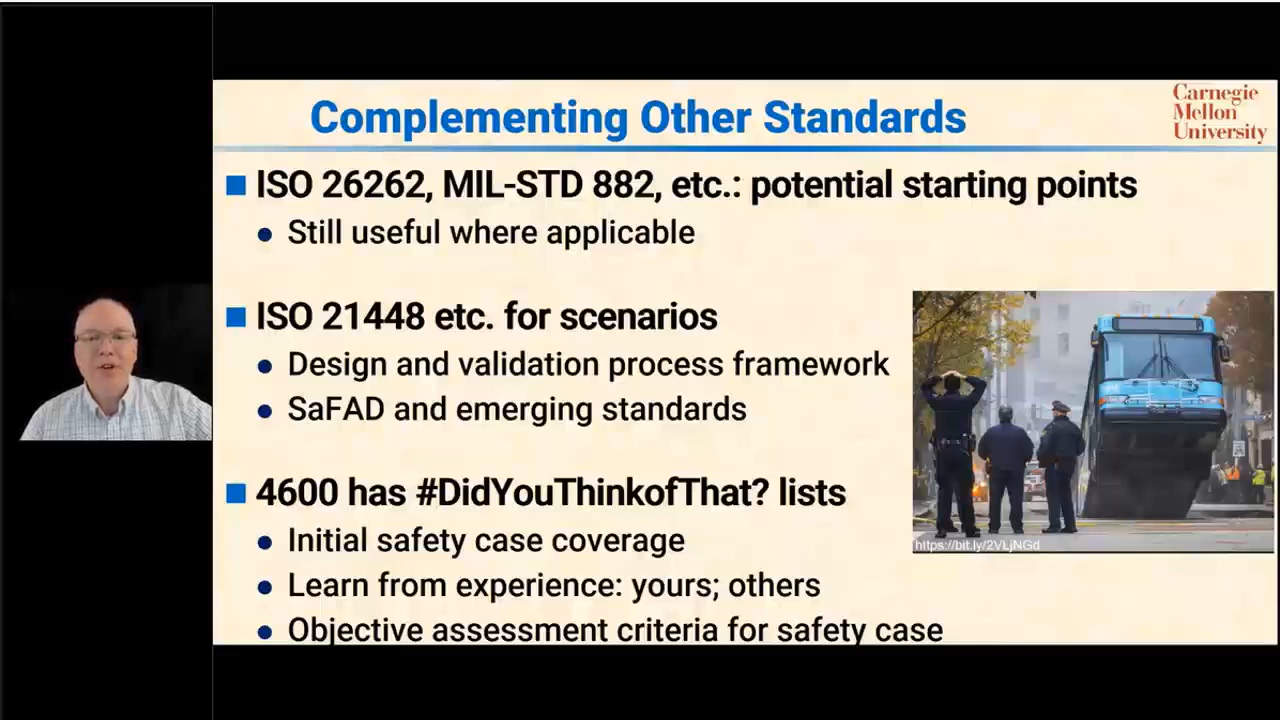 Complementing Other Standards
Carnegie
Mellon
University
■ ISO 26262, MIL-STD 882, etc.: potential starting points
● Still useful where applicable
■ ISO 21448 etc. for scenarios
● Design and validation process framework
● SaFAD and emerging standards
■ 4600 has #DidYouThinkofThat? lists
● Initial safety case coverage
● Learn from experience: yours; others
● Objective assessment criteria for safety case
https://bit.ly/2VLjNGd